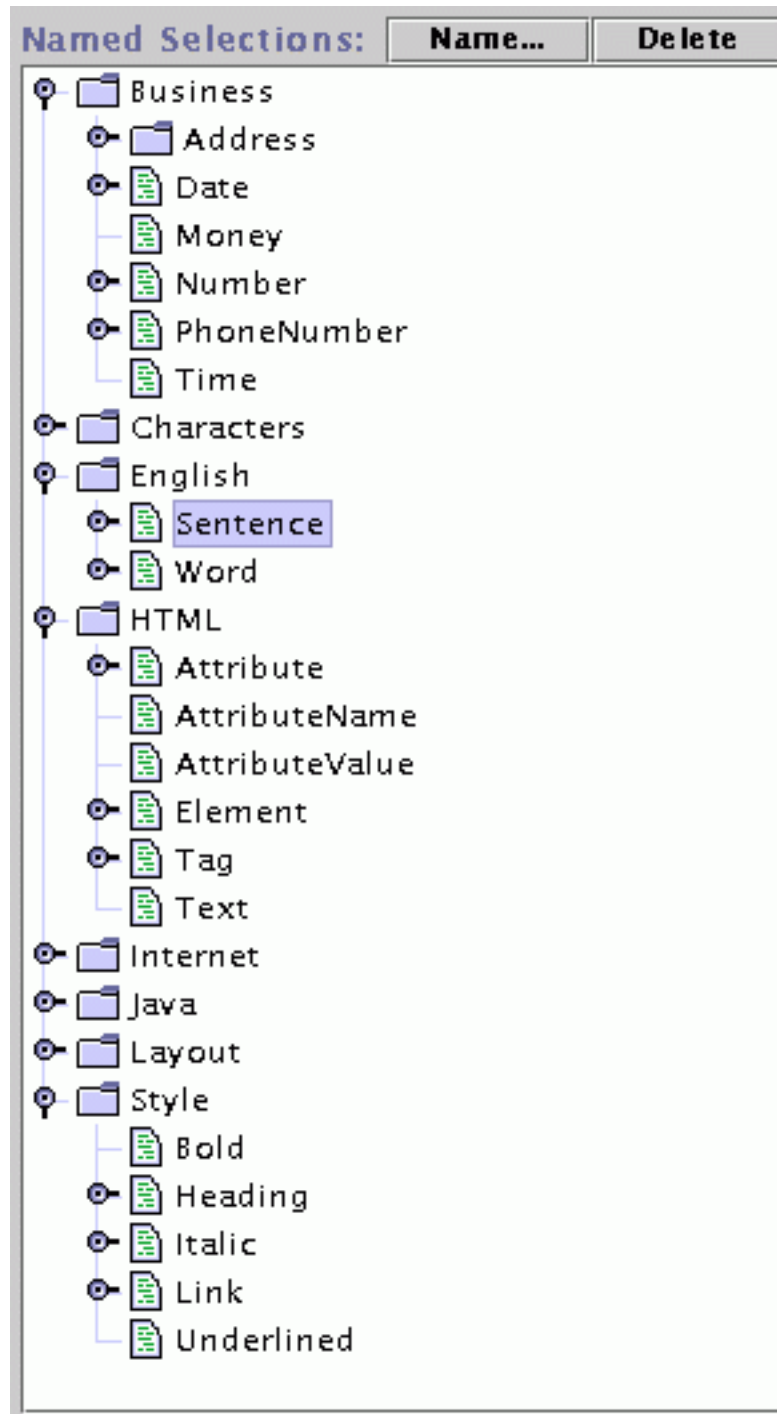 Named Selections: Name... Delete
Business
Address
Date
Money
Number
PhoneNumber
Time
Characters
English
Sentence
Word
HTML
Attribute
AttributeName
AttributeValue
Element
Tag
Text
Internet
Java
Layout
Style
Bold
Heading
Italic
Link
Underlined